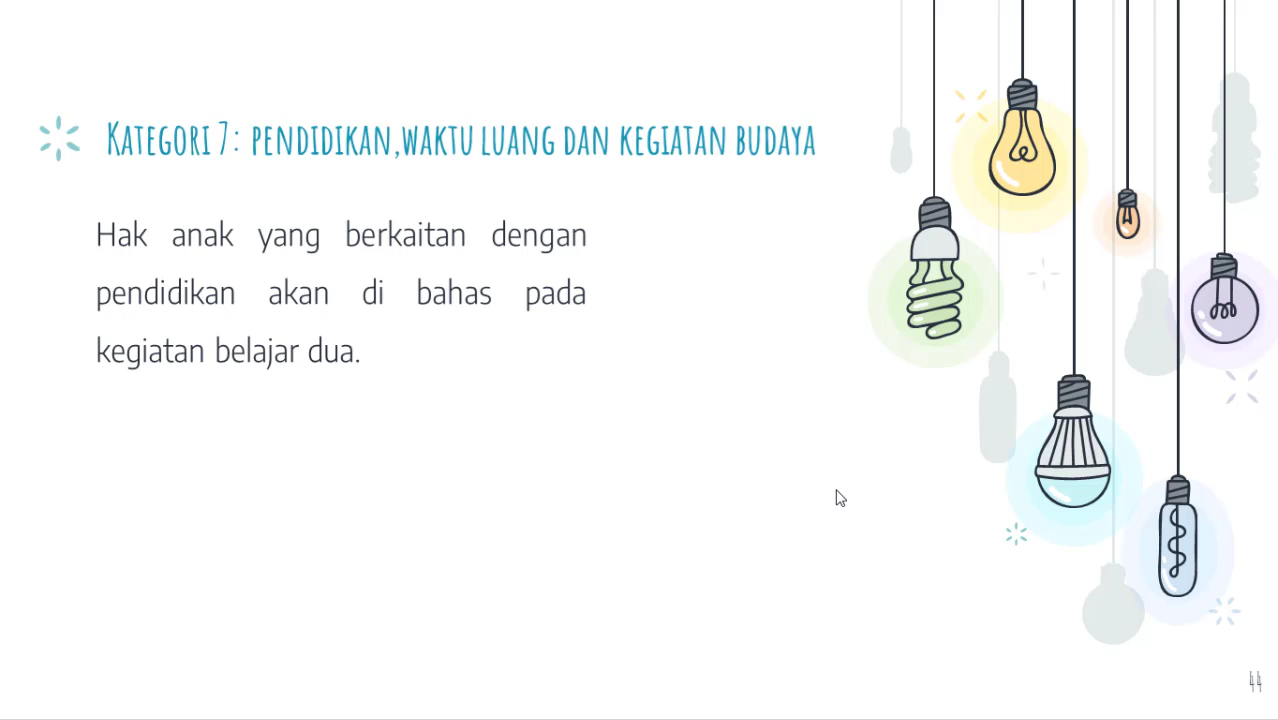 Kategori 7: pendidikan,waktu luang dan kegiatan budaya
Hak anak yang berkaitan dengan
pendidikan akan di bahas pada
kegiatan belajar dua.
44